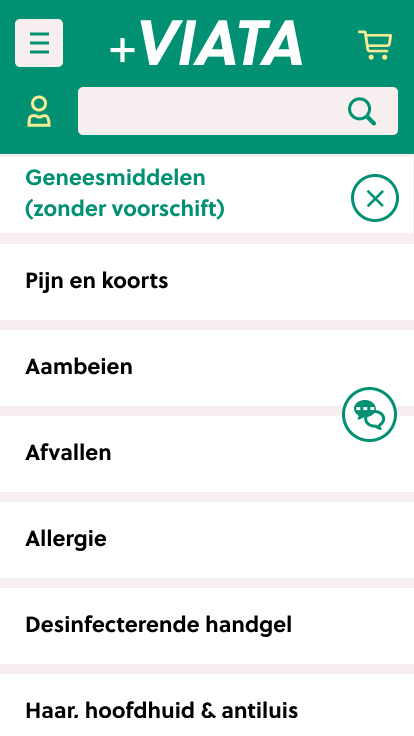 +VIATA
Geneesmiddelen
(zonder voorschift)
Pijn en koorts
Aambeien
Afvallen
Allergie
Desinfecterende handgel
Haar, hoofdhuid & antiluis